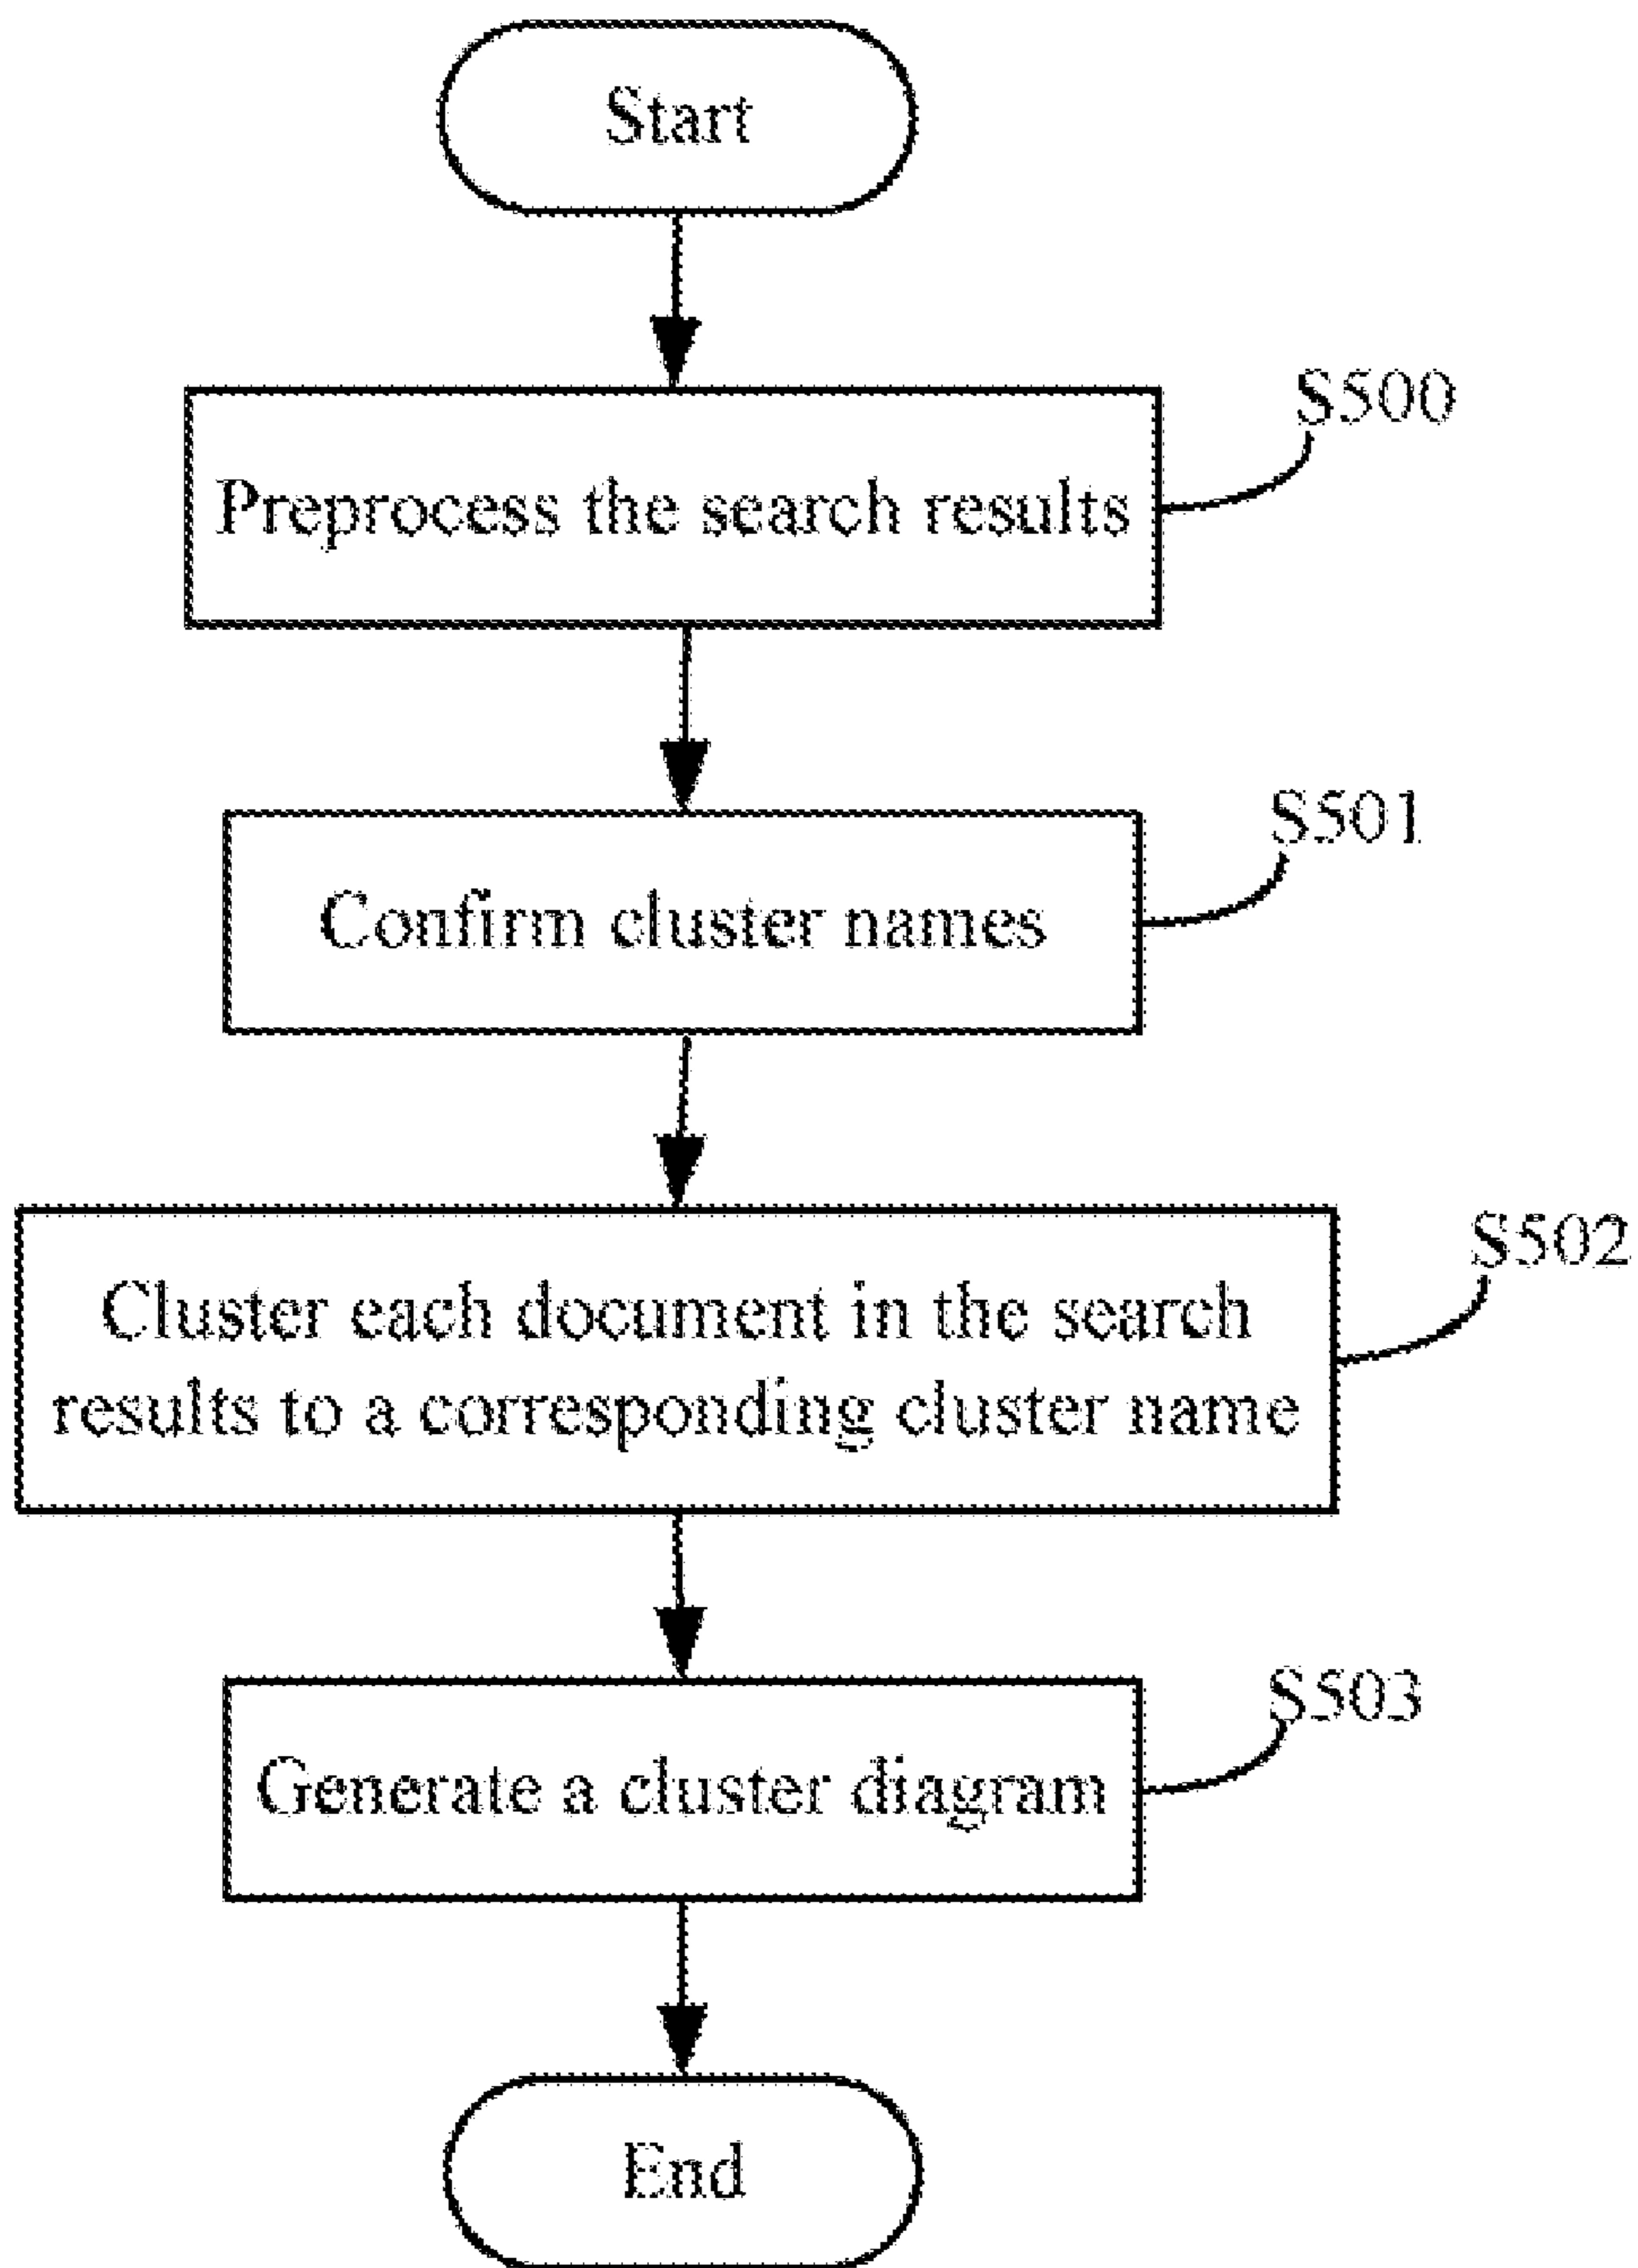 Start
S500
Preprocess the search results
S501
Confirm cluster names
S502
Cluster each document in the search
results to a corresponding cluster name
S503
Generate a cluster diagram
End